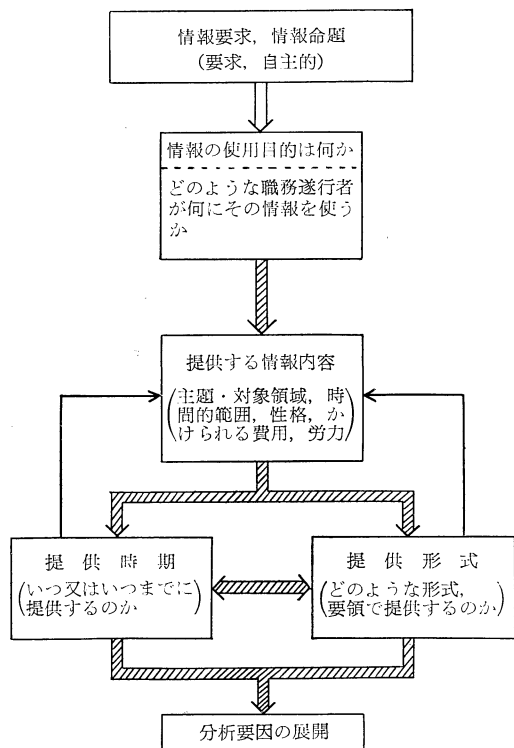 情報要求，情報命題
(要求，自主的)
情報の使用目的は何か
どのような職務遂行者
が何にその情報を使う
か
提供する情報内容
(主題・対象領域，時
間的範囲，性格，か
けられる費用，労力)
提供時期
(いつ又はいつまでに
提供するのか)
提供形式
(どのような形式，
要領で提供するのか)
分析要因の展開